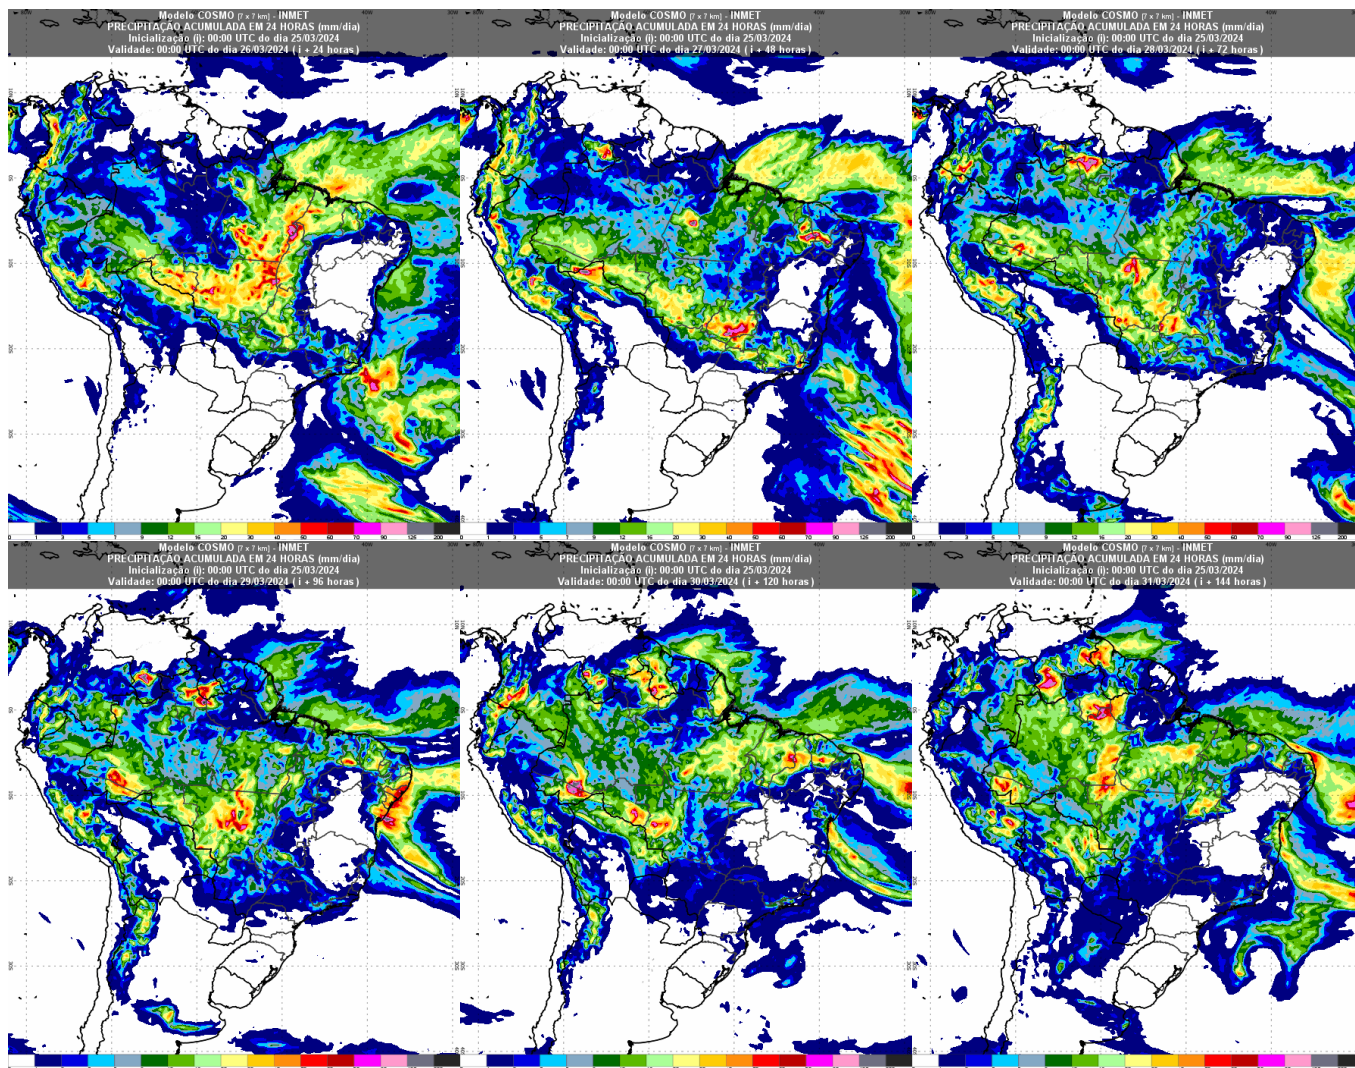 Modelo COSMO [7 x 7 km] - INMET
PRECIPITAÇÃO ACUMULADA EM 24 HORAS (mm/dia)
Inicialização (i): 00:00 UTC do dia 25/03/2024
Validade: 00:00 UTC do dia 26/03/2024 ( i + 24 horas )
Modelo COSMO [7 x 7 km] - INMET
PRECIPITAÇÃO ACUMULADA EM 24 HORAS (mm/dia)
Inicialização (i): 00:00 UTC do dia 25/03/2024
Validade: 00:00 UTC do dia 27/03/2024 ( i + 48 horas )
Modelo COSMO [7 x 7 km] - INMET
PRECIPITAÇÃO ACUMULADA EM 24 HORAS (mm/dia)
Inicialização (i): 00:00 UTC do dia 25/03/2024
Validade: 00:00 UTC do dia 28/03/2024 ( i + 72 horas )
Modelo COSMO [7 x 7 km] - INMET
PRECIPITAÇÃO ACUMULADA EM 24 HORAS (mm/dia)
Inicialização (i): 00:00 UTC do dia 25/03/2024
Validade: 00:00 UTC do dia 29/03/2024 ( i + 96 horas )
Modelo COSMO [7 x 7 km] - INMET
PRECIPITAÇÃO ACUMULADA EM 24 HORAS (mm/dia)
Inicialização (i): 00:00 UTC do dia 25/03/2024
Validade: 00:00 UTC do dia 30/03/2024 ( i + 120 horas )
Modelo COSMO [7 x 7 km] - INMET
PRECIPITAÇÃO ACUMULADA EM 24 HORAS (mm/dia)
Inicialização (i): 00:00 UTC do dia 25/03/2024
Validade: 00:00 UTC do dia 31/03/2024 ( i + 144 horas )